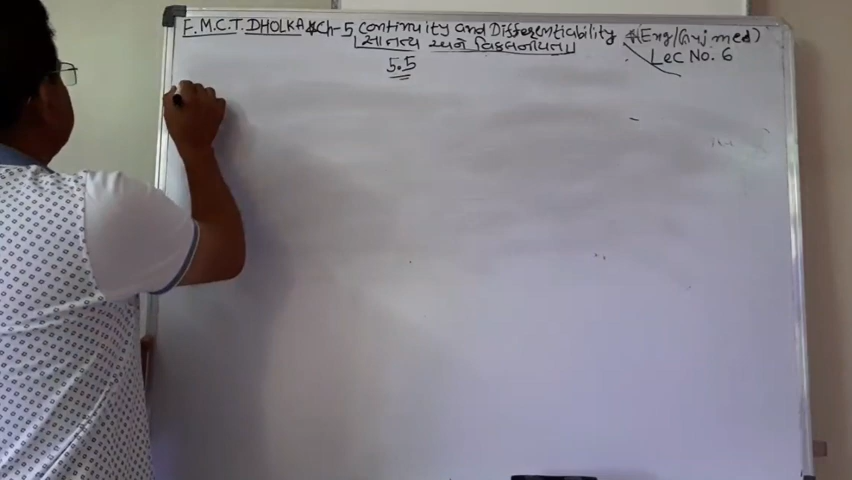 F.M.C.T. DHOLKA * Ch-5 Continuity and Differentiability * (Eng/Guj med)
સાતત્ય અને વિકલનીયતા
Lec No. 6
5.5